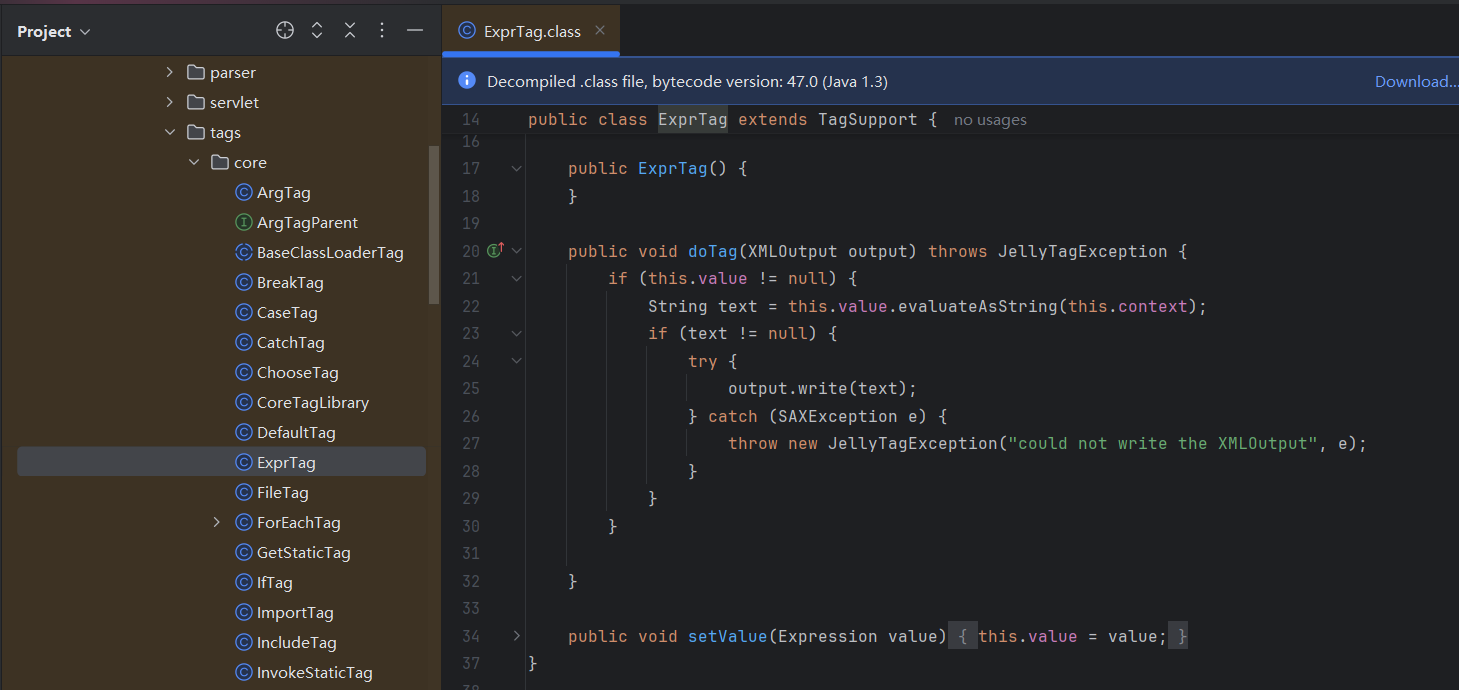 Project
parser
servlet
tags
core
ArgTag
ArgTagParent
BaseClassLoaderTag
BreakTag
CaseTag
CatchTag
ChooseTag
CoreTagLibrary
DefaultTag
ExprTag
FileTag
ForEachTag
GetStaticTag
IfTag
ImportTag
IncludeTag
InvokeStaticTag
ExprTag.class
Decompiled .class file, bytecode version: 47.0 (Java 1.3) Download...
14 public class ExprTag extends TagSupport { no usages
16
17 public ExprTag() {
18 }
19
20 public void doTag(XMLOutput output) throws JellyTagException {
21 if (this.value != null) {
22 String text = this.value.evaluateAsString(this.context);
23 if (text != null) {
24 try {
25 output.write(text);
26 } catch (SAXException e) {
27 throw new JellyTagException("could not write the XMLOutput", e);
28 }
29 }
30 }
31
32 }
33
34 public void setValue(Expression value) { this.value = value; }
37 }